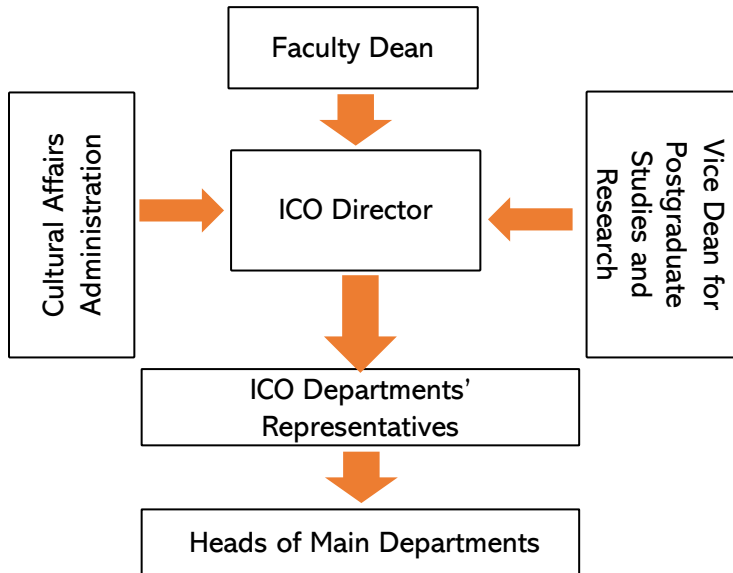 Faculty Dean
Cultural Affairs
Administration
ICO Director
Vice Dean for
Postgraduate
Studies and
Research
ICO Departments’
Representatives
Heads of Main Departments